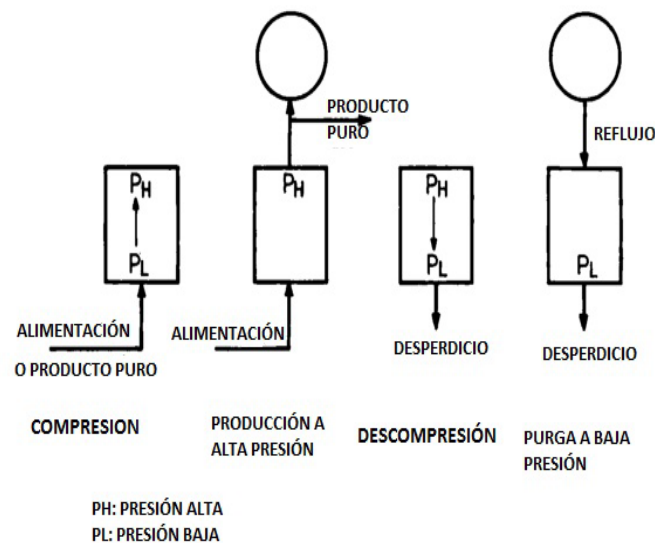 PRODUCTO
PURO
REFLUJO
PH
PL
PH
PH
PL
PL
ALIMENTACIÓN
O PRODUCTO PURO
ALIMENTACIÓN
DESPERDICIO
DESPERDICIO
COMPRESION
PRODUCCIÓN A
ALTA PRESIÓN
DESCOMPRESIÓN
PURGA A BAJA
PRESIÓN
PH: PRESIÓN ALTA
PL: PRESIÓN BAJA